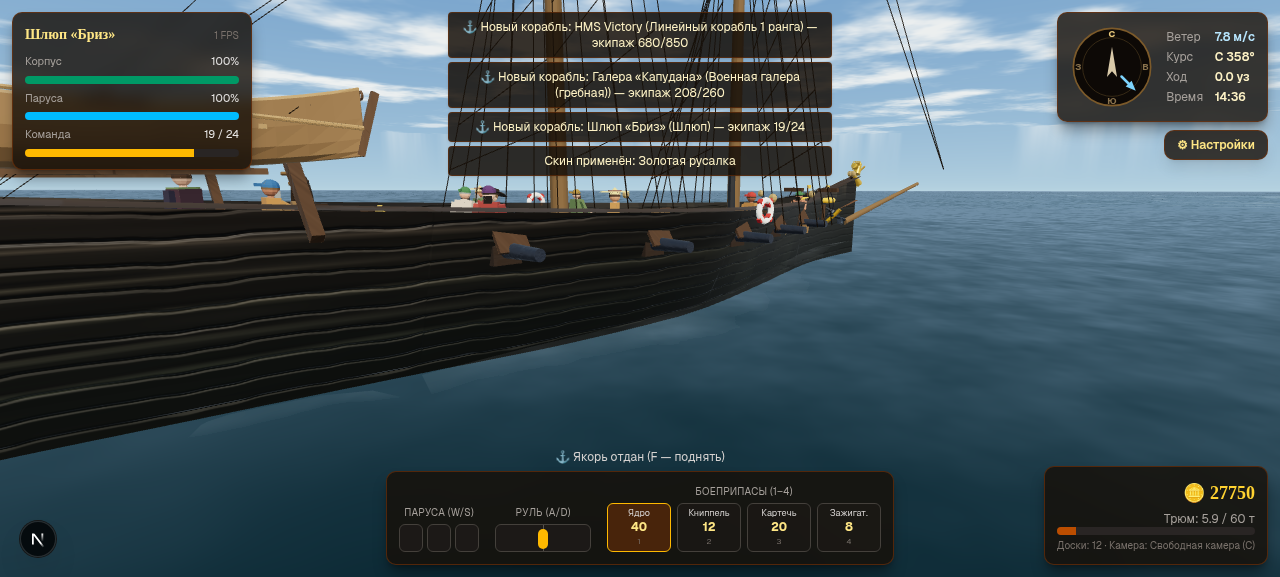 Шлюп «Бриз»
1 FPS
Корпус 100%
Паруса 100%
Команда 19 / 24
⚓ Новый корабль: HMS Victory (Линейный корабль 1 ранга) —
экипаж 680/850
⚓ Новый корабль: Галера «Капудана» (Военная галера
(гребная)) — экипаж 208/260
⚓ Новый корабль: Шлюп «Бриз» (Шлюп) — экипаж 19/24
Скин применён: Золотая русалка
С
З
В
Ю
Ветер 7.8 м/с
Курс С 358°
Ход 0.0 уз
Время 14:36
⚙ Настройки
⚓ Якорь отдан (F — поднять)
ПАРУСА (W/S)
РУЛЬ (A/D)
БОЕПРИПАСЫ (1–4)
Ядро
40
1
Книппель
12
2
Картечь
20
3
Зажигат.
8
4
🪙 27750
Трюм: 5.9 / 60 т
Доски: 12 · Камера: Свободная камера (C)
N